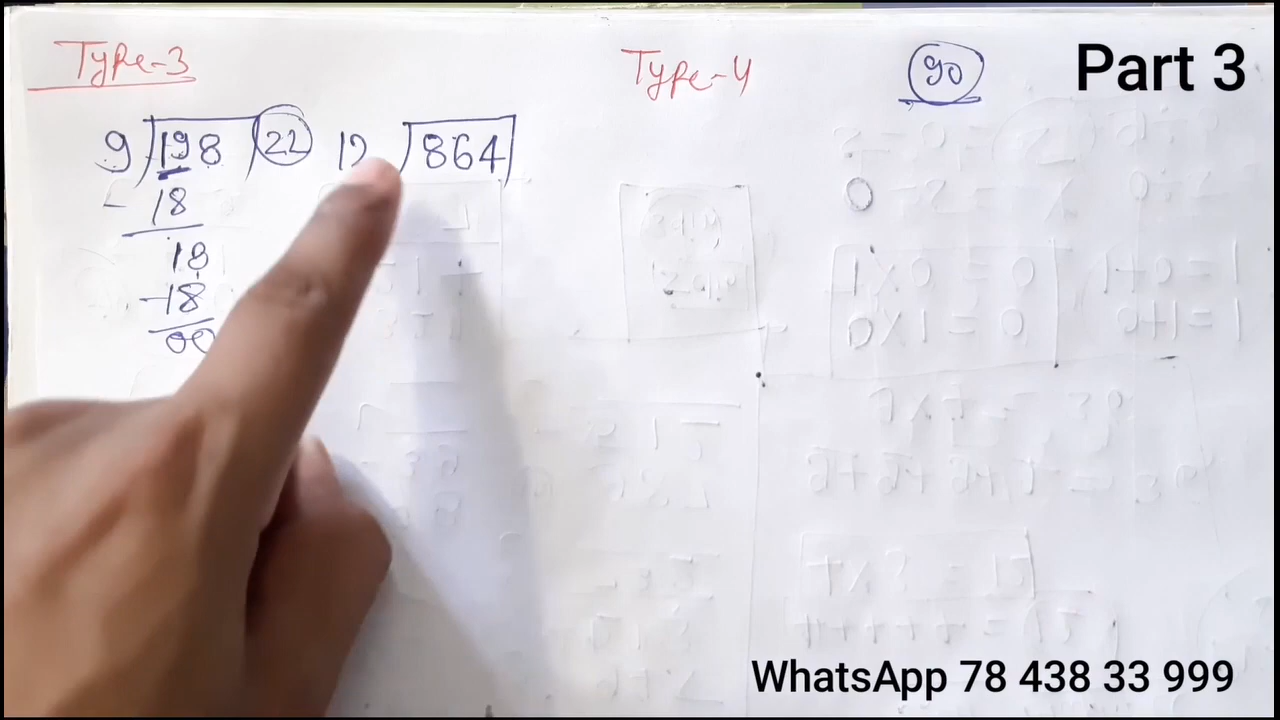 Type-3
Type-4
90
Part 3
9 198 22
12 864
- 18
18
-18
00
WhatsApp 78 438 33 999